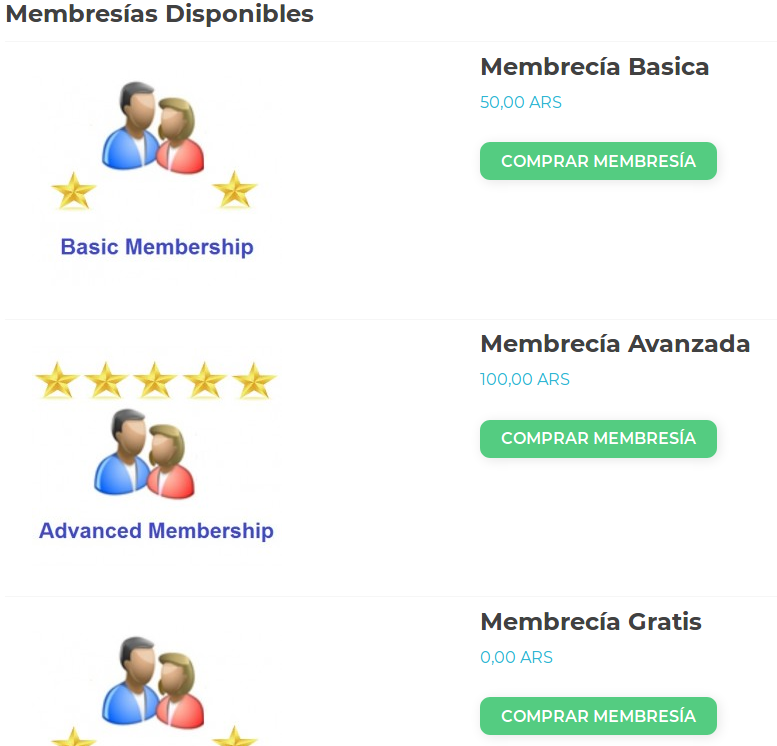 Membresías Disponibles
Membrecía Basica
50,00 ARS
COMPRAR MEMBRESÍA
Basic Membership
Membrecía Avanzada
100,00 ARS
COMPRAR MEMBRESÍA
Advanced Membership
Membrecía Gratis
0,00 ARS
COMPRAR MEMBRESÍA